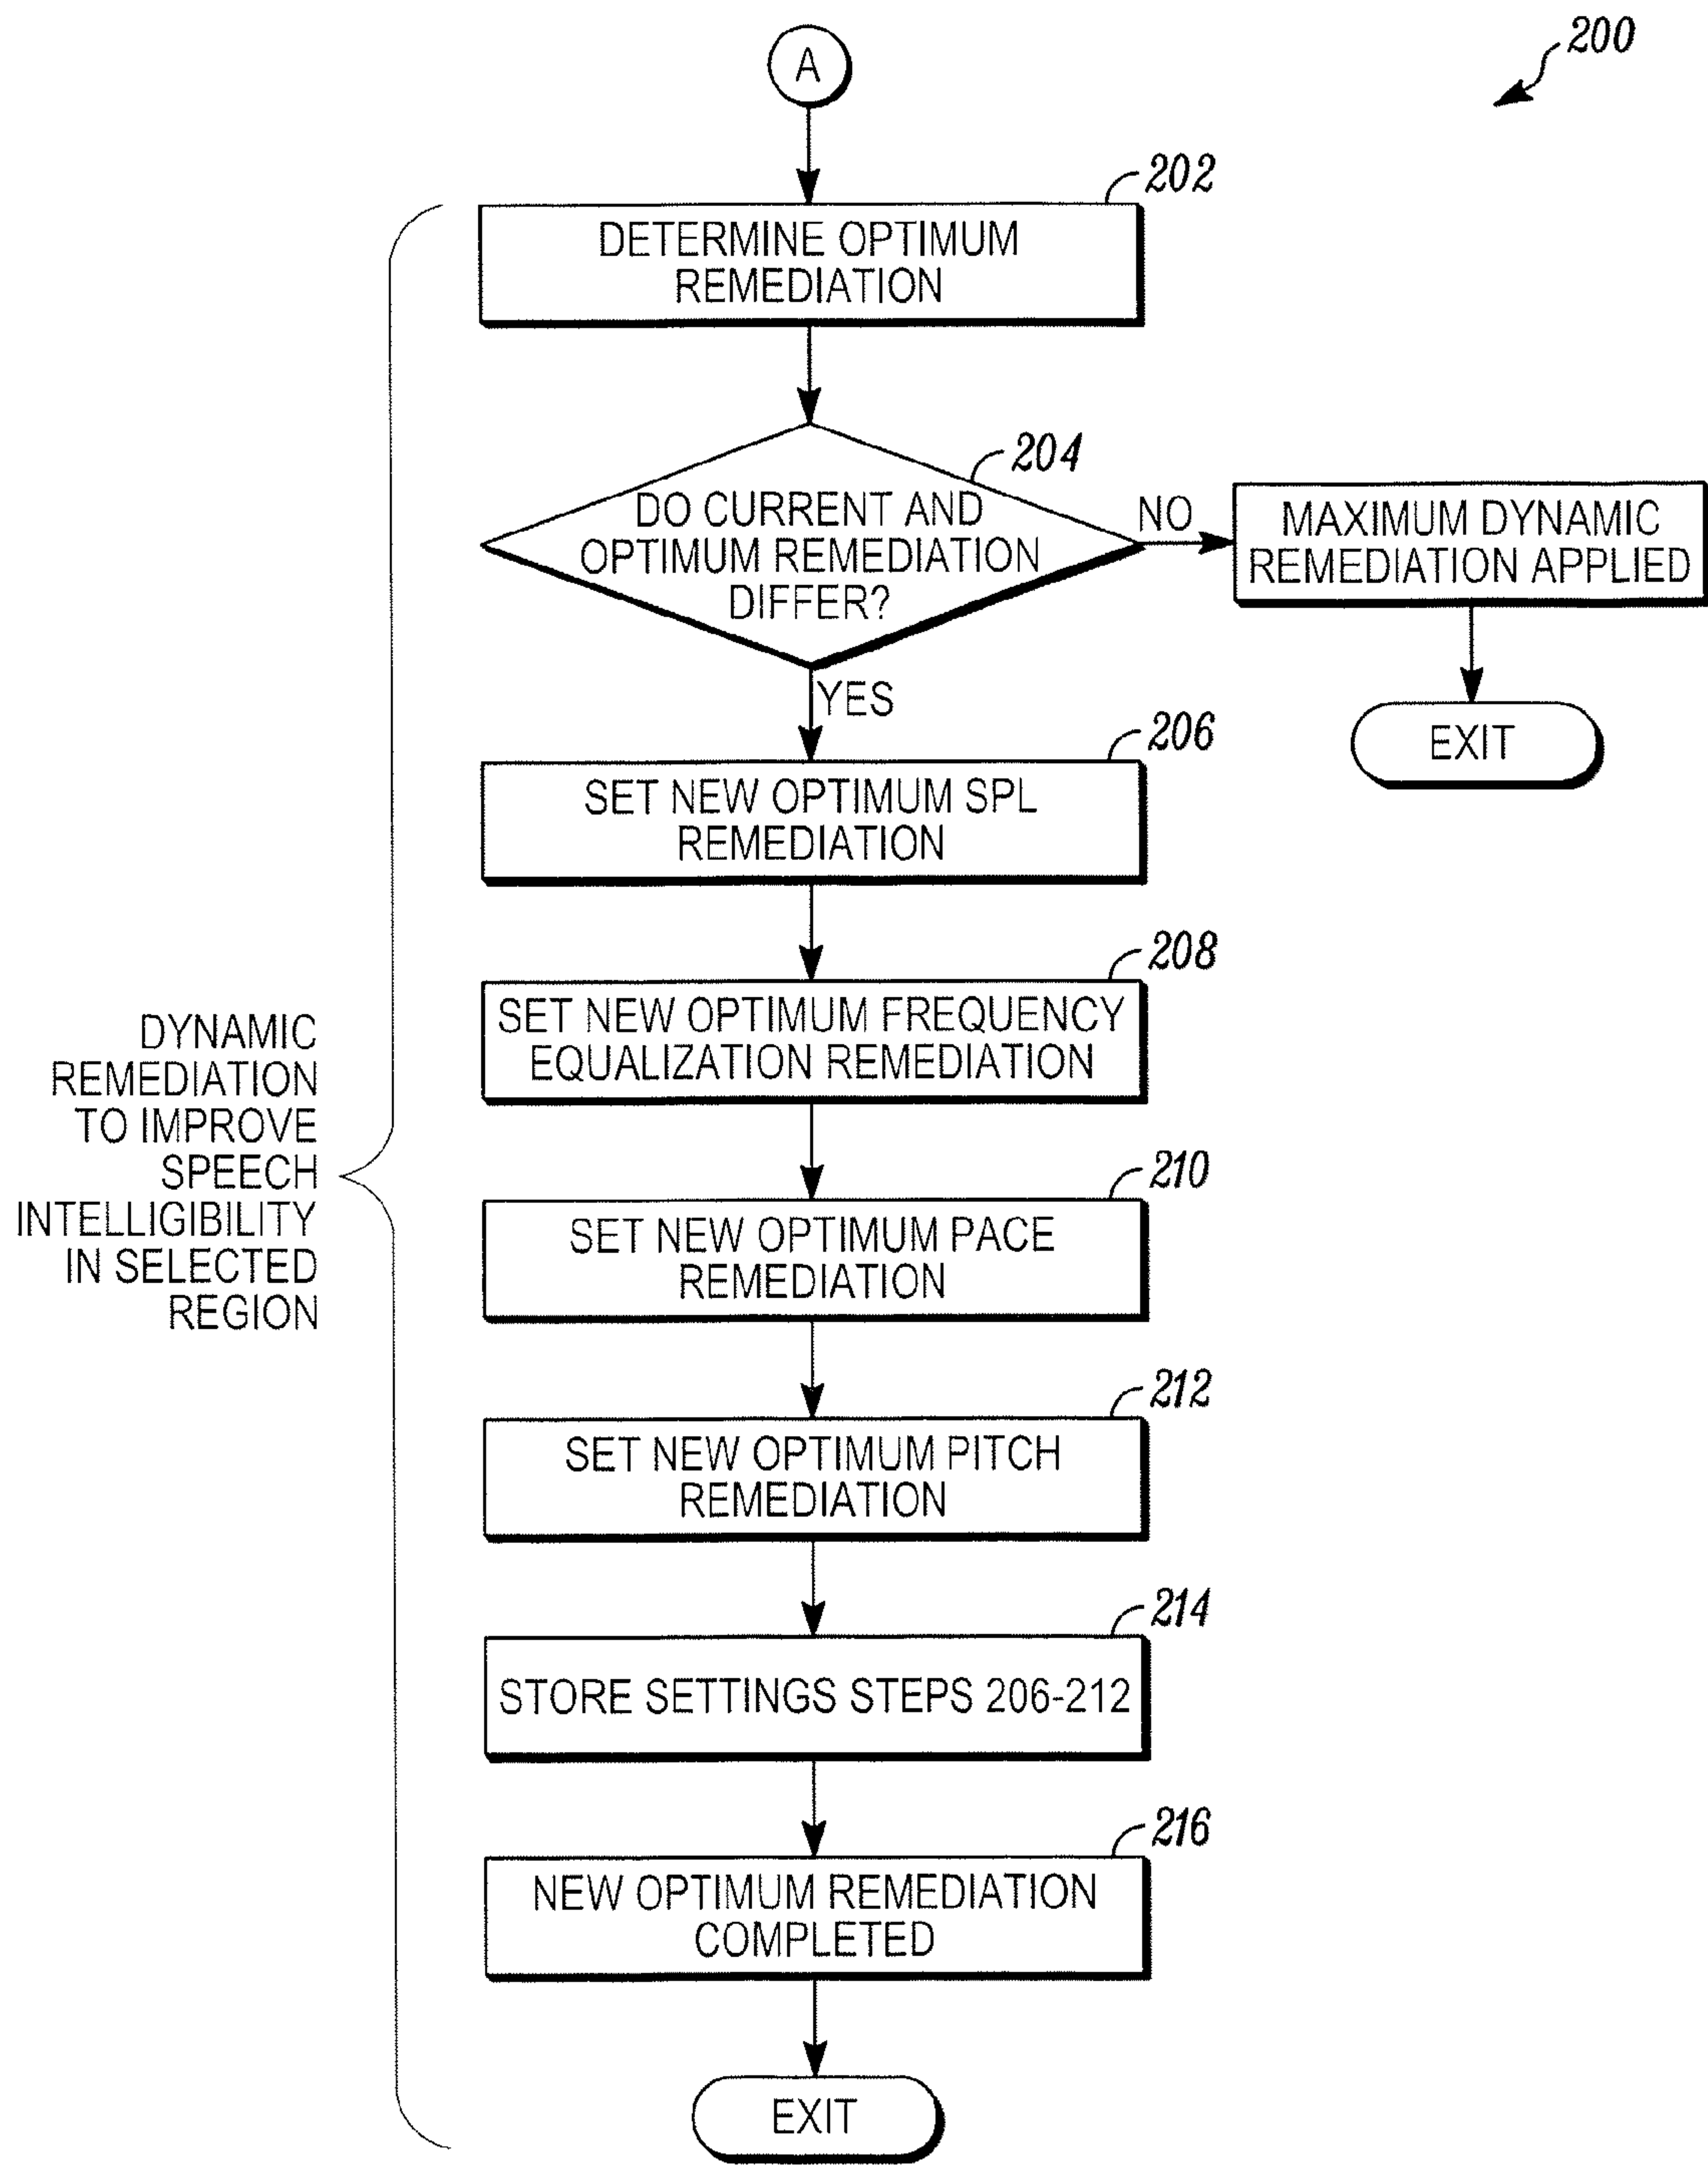 200
A
202
DETERMINE OPTIMUM
REMEDIATION
204
DO CURRENT AND
OPTIMUM REMEDIATION
DIFFER?
NO
MAXIMUM DYNAMIC
REMEDIATION APPLIED
EXIT
YES
206
SET NEW OPTIMUM SPL
REMEDIATION
208
SET NEW OPTIMUM FREQUENCY
EQUALIZATION REMEDIATION
DYNAMIC
REMEDIATION
TO IMPROVE
SPEECH
INTELLIGIBILITY
IN SELECTED
REGION
210
SET NEW OPTIMUM PACE
REMEDIATION
212
SET NEW OPTIMUM PITCH
REMEDIATION
214
STORE SETTINGS STEPS 206-212
216
NEW OPTIMUM REMEDIATION
COMPLETED
EXIT